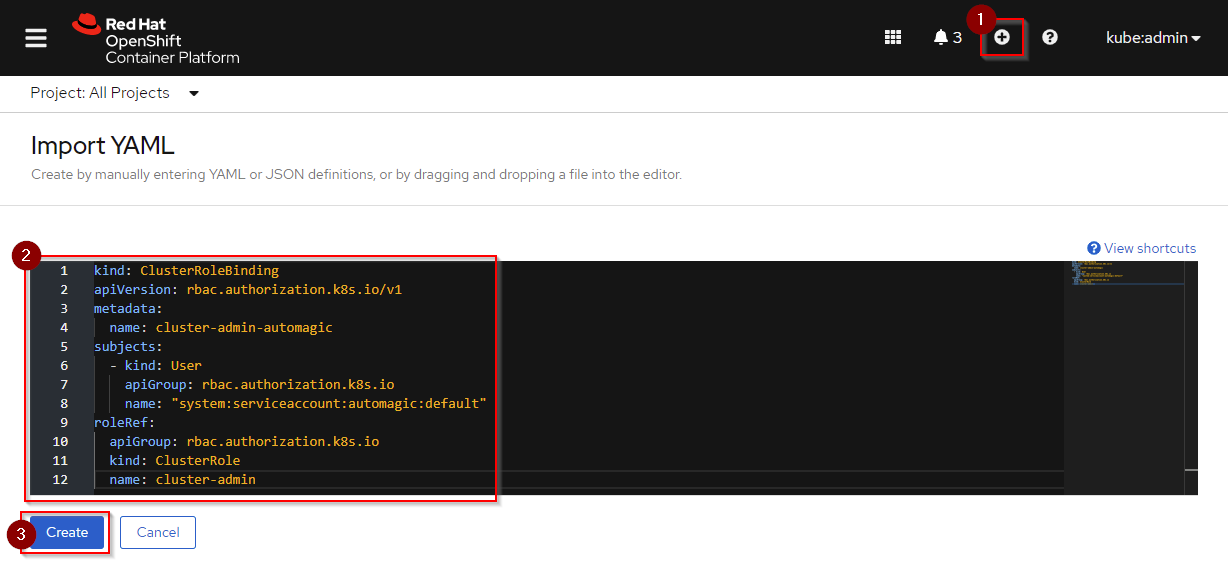 Red Hat
OpenShift
Container Platform
1
3
kube:admin
Project: All Projects
Import YAML
Create by manually entering YAML or JSON definitions, or by dragging and dropping a file into the editor.
View shortcuts
2
1 kind: ClusterRoleBinding
2 apiVersion: rbac.authorization.k8s.io/v1
3 metadata:
4   name: cluster-admin-automagic
5 subjects:
6   - kind: User
7     apiGroup: rbac.authorization.k8s.io
8     name: "system:serviceaccount:automagic:default"
9 roleRef:
10   apiGroup: rbac.authorization.k8s.io
11   kind: ClusterRole
12   name: cluster-admin
3
Create
Cancel